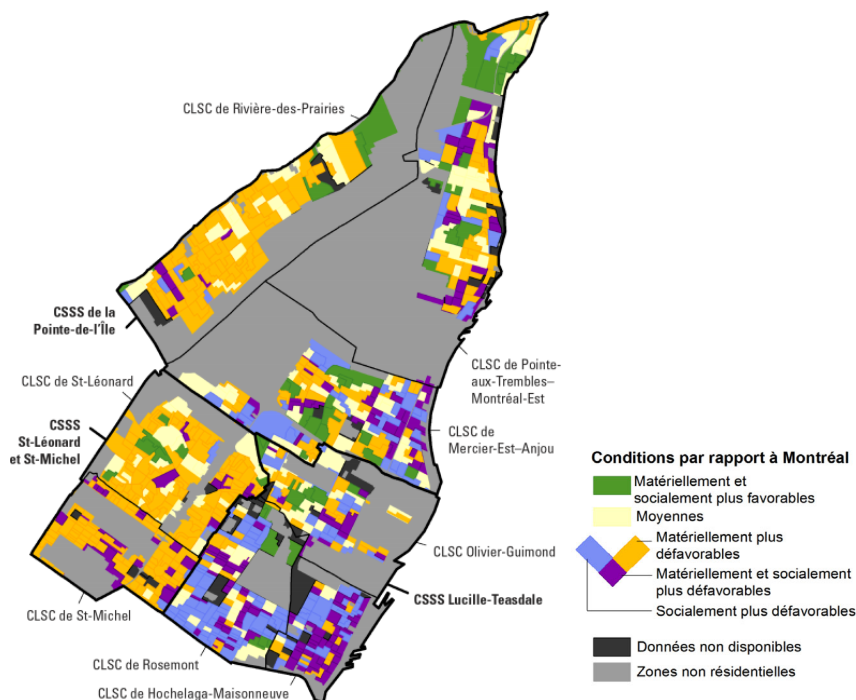 CLSC de Rivière-des-Prairies
CSSS de la
Pointe-de-l'Île
CLSC de St-Léonard
CSSS
St-Léonard
et St-Michel
CLSC de Pointe-
aux-Trembles–
Montréal-Est
CLSC de
Mercier-Est–Anjou
CLSC Olivier-Guimond
CSSS Lucille-Teasdale
CLSC de St-Michel
CLSC de Rosemont
CLSC de Hochelaga-Maisonneuve
Conditions par rapport à Montréal
Matériellement et
socialement plus favorables
Moyennes
Matériellement plus
défavorables
Matériellement et socialement
plus défavorables
Socialement plus défavorables
Données non disponibles
Zones non résidentielles